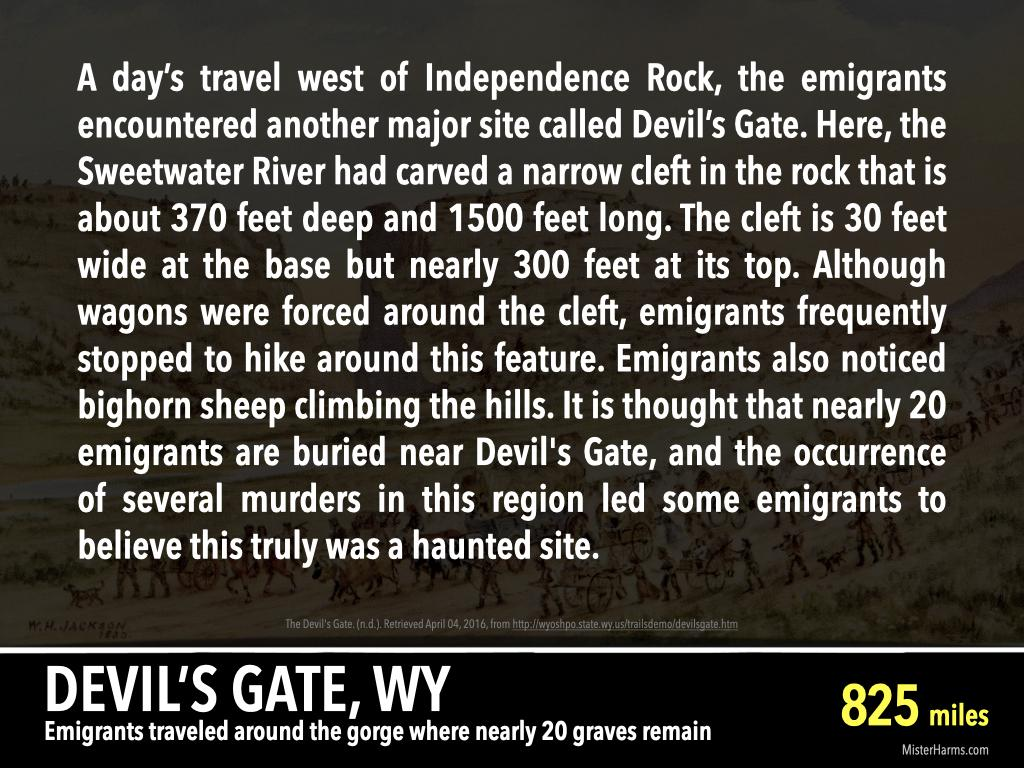 A day’s travel west of Independence Rock, the emigrants
encountered another major site called Devil’s Gate. Here, the
Sweetwater River had carved a narrow cleft in the rock that is
about 370 feet deep and 1500 feet long. The cleft is 30 feet
wide at the base but nearly 300 feet at its top. Although
wagons were forced around the cleft, emigrants frequently
stopped to hike around this feature. Emigrants also noticed
bighorn sheep climbing the hills. It is thought that nearly 20
emigrants are buried near Devil's Gate, and the occurrence
of several murders in this region led some emigrants to
believe this truly was a haunted site.
W.H. JACKSON
The Devil's Gate. (n.d.). Retrieved April 04, 2016, from http://wyoshpo.state.wy.us/trailsdemo/devilsgate.htm
DEVIL’S GATE, WY
Emigrants traveled around the gorge where nearly 20 graves remain
825 miles
MisterHarms.com